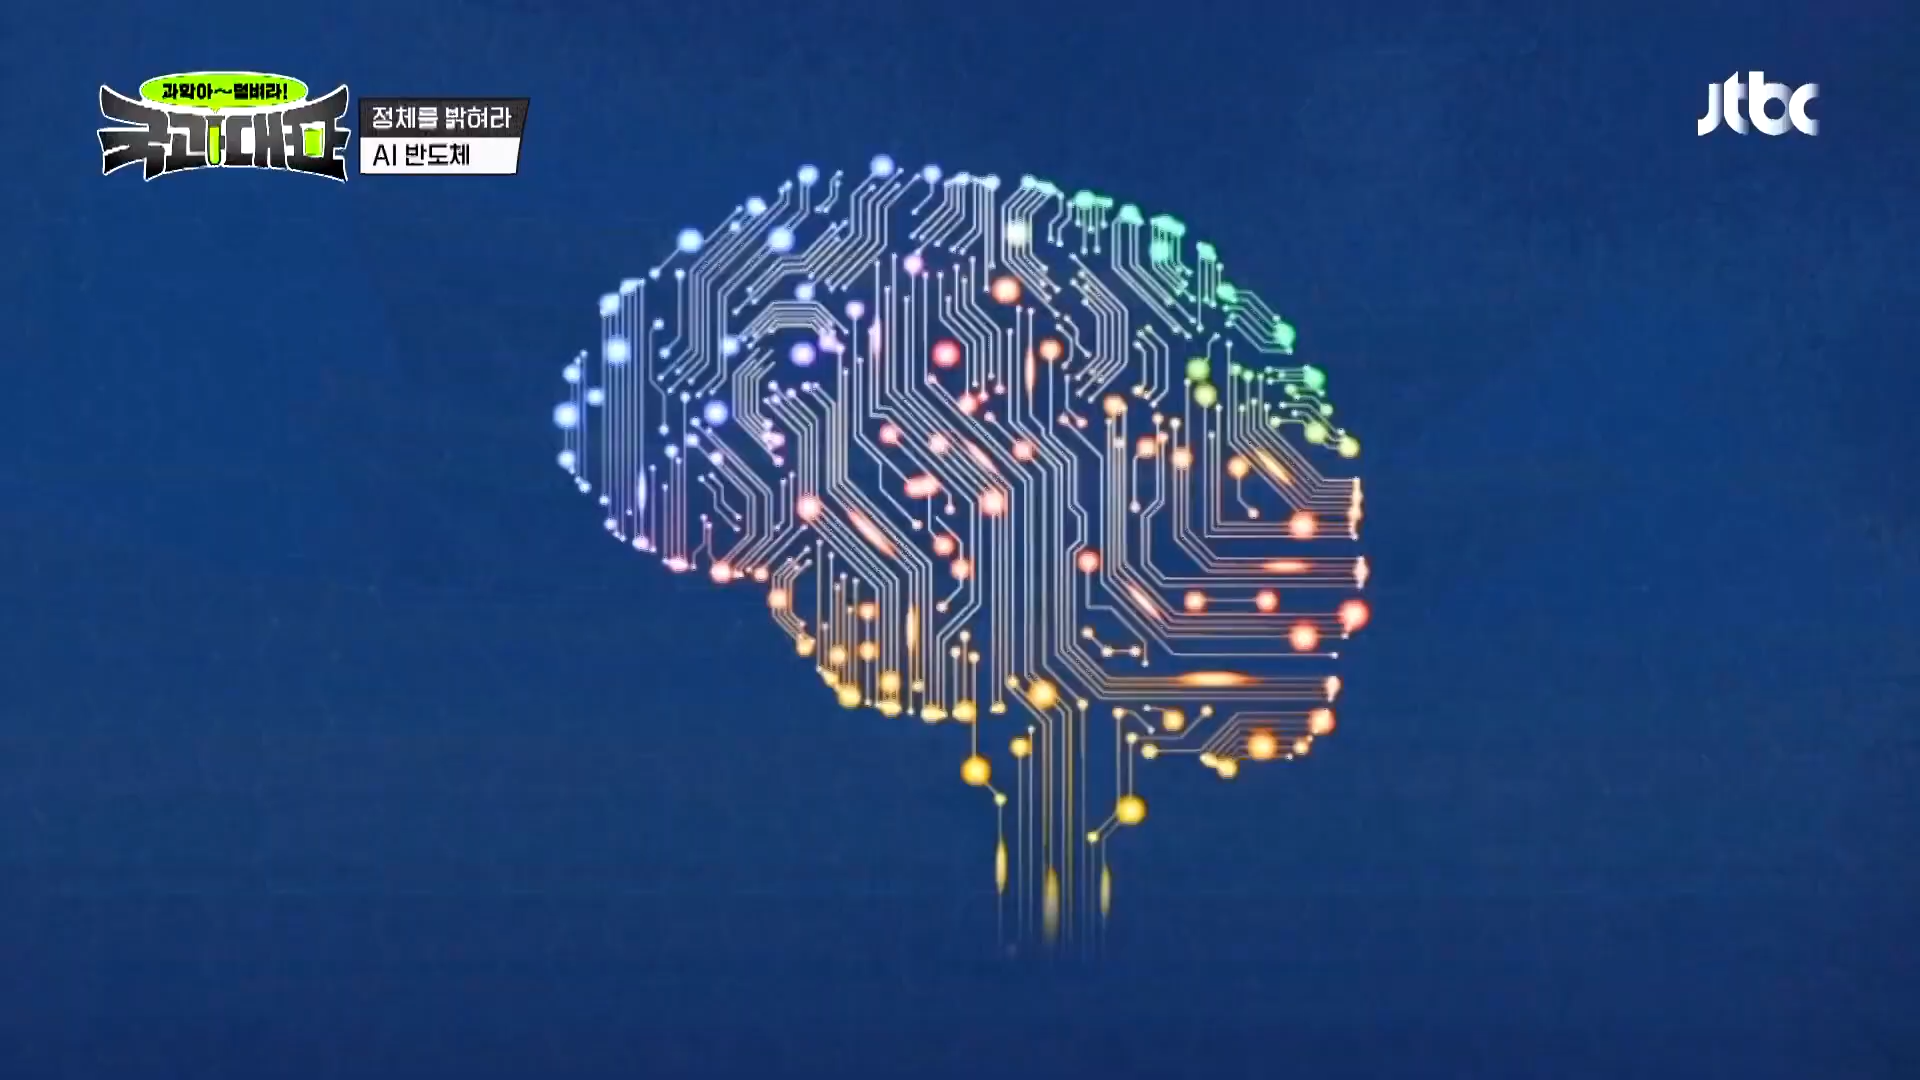 과학아~덤벼라!
국과대표
정체를 밝혀라
AI 반도체
jtbc